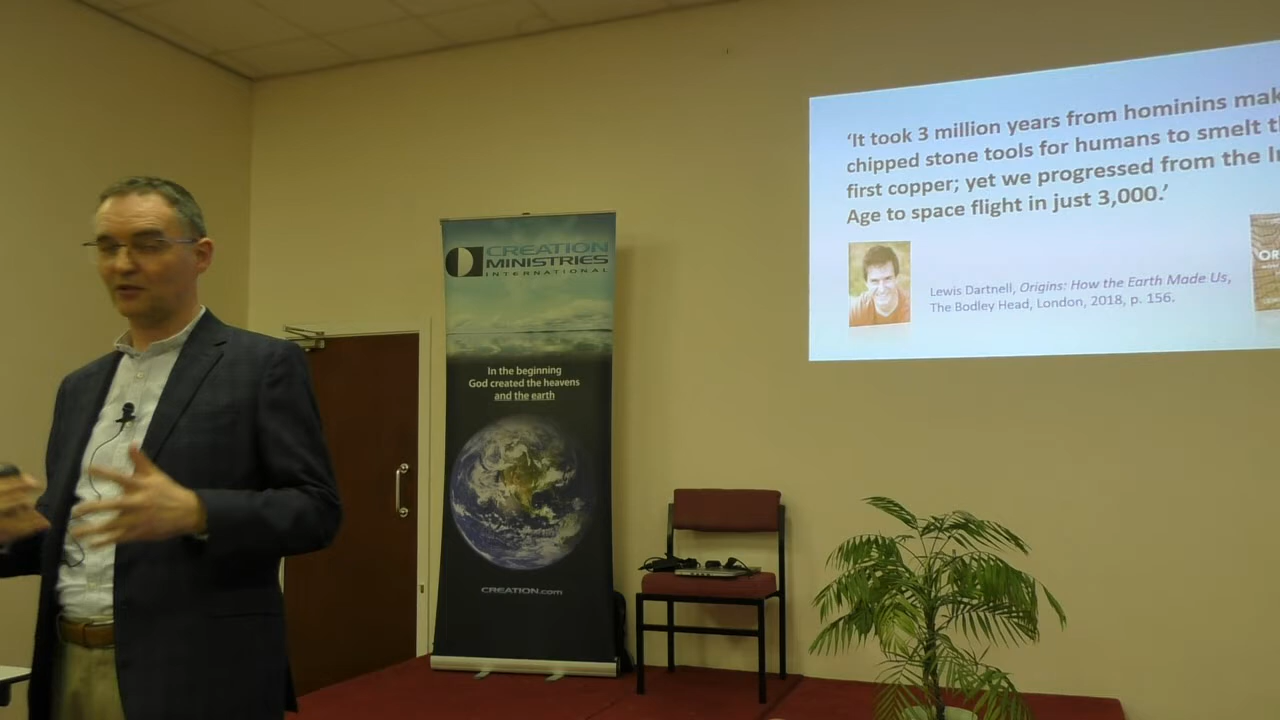 CREATION
MINISTRIES
INTERNATIONAL
In the beginning
God created the heavens
and the earth
CREATION.com
‘It took 3 million years from hominins
chipped stone tools for humans to smelt
first copper; yet we progressed from the
Age to space flight in just 3,000.’
Lewis Dartnell, Origins: How the Earth Made Us,
The Bodley Head, London, 2018, p. 156.